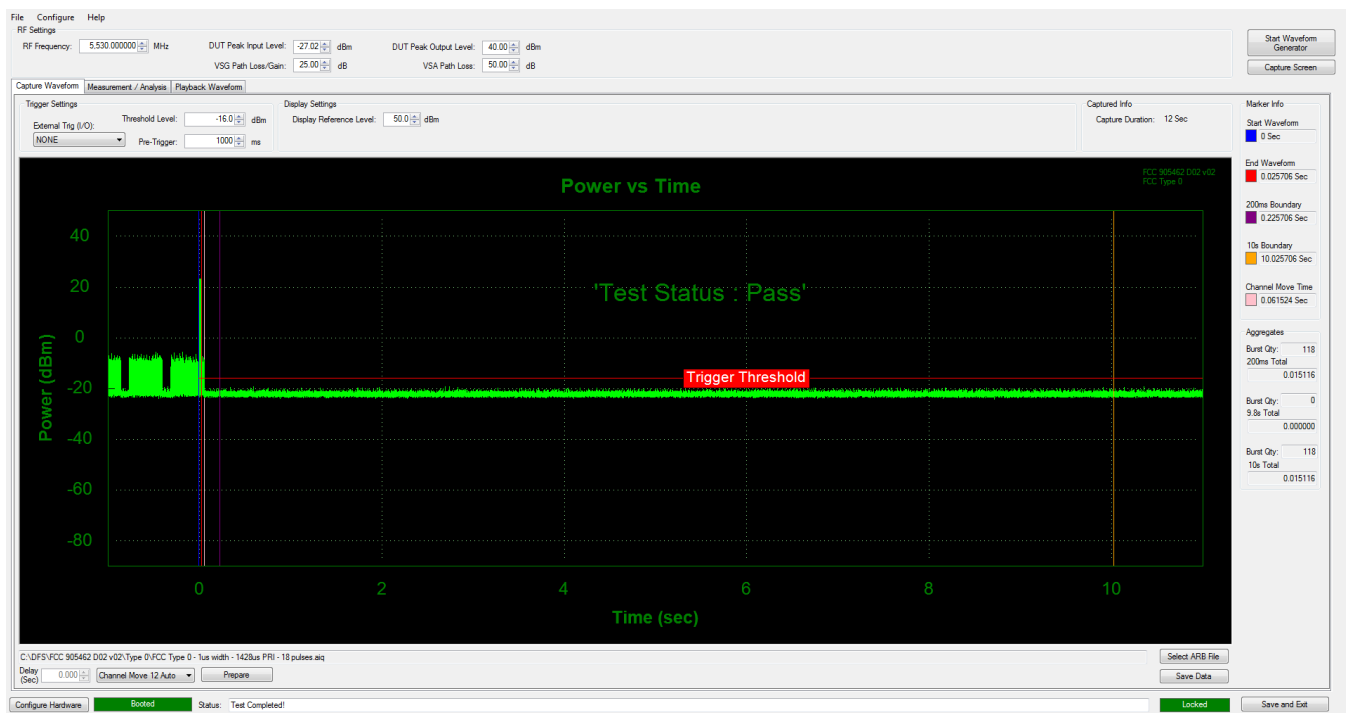 File Configure Help
RF Settings
RF Frequency: 5,530.000000 MHz DUT Peak Input Level: -27.02 dBm DUT Peak Output Level: 40.00 dBm
VSG Path Loss/Gain: 25.00 dB VSA Path Loss: 50.00 dB
Start Waveform Generator
Capture Screen
Capture Waveform Measurement / Analysis Playback Waveform
Trigger Settings
External Trig (I/O): Threshold Level: -16.0 dBm
NONE Pre-Trigger: 1000 ms
Display Settings
Display Reference Level: 50.0 dBm
Captured Info
Capture Duration: 12 Sec
Power vs Time
FCC 905462 D02 v02
FCC Type 0
'Test Status : Pass'
Trigger Threshold
Power (dBm)
40
20
0
-20
-40
-60
-80
0 2 4 6 8 10
Time (sec)
Marker Info
Start Waveform
0 Sec
End Waveform
0.025706 Sec
200ms Boundary
0.225706 Sec
10s Boundary
10.025706 Sec
Channel Move Time
0.061524 Sec
Aggregates
Burst Qty: 118
200ms Total
0.015116
Burst Qty: 0
9.8s Total
0.000000
Burst Qty: 118
10s Total
0.015116
C:\DFS\FCC 905462 D02 v02\Type 0\FCC Type 0 - 1us width - 1428us PRI - 18 pulses.aiq
Select ARB File
Delay (Sec) 0.000 Channel Move 12 Auto Prepare
Save Data
Configure Hardware Booted Status: Test Completed! Locked Save and Exit